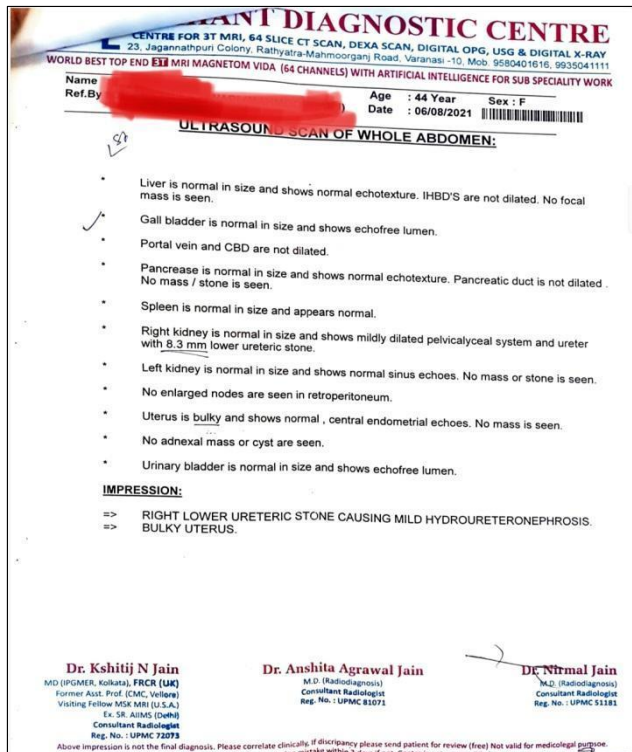 HANT DIAGNOSTIC CENTRE
CENTRE FOR 3T MRI, 64 SLICE CT SCAN, DEXA SCAN, DIGITAL OPG, USG & DIGITAL X-RAY
23, Jagannathpuri Colony, Rathyatra-Mahmoorganj Road, Varanasi -10, Mob. 9580401616, 9935041111
WORLD BEST TOP END 3T MRI MAGNETOM VIDA (64 CHANNELS) WITH ARTIFICIAL INTELLIGENCE FOR SUB SPECIALITY WORK
Name
Age : 44 Year Sex : F
Ref.By
Date : 06/08/2021
ULTRASOUND SCAN OF WHOLE ABDOMEN:
* Liver is normal in size and shows normal echotexture. IHBD'S are not dilated. No focal
mass is seen.
* Gall bladder is normal in size and shows echofree lumen.
* Portal vein and CBD are not dilated.
* Pancrease is normal in size and shows normal echotexture. Pancreatic duct is not dilated .
No mass / stone is seen.
* Spleen is normal in size and appears normal.
* Right kidney is normal in size and shows mildly dilated pelvicalyceal system and ureter
with 8.3 mm lower ureteric stone.
* Left kidney is normal in size and shows normal sinus echoes. No mass or stone is seen.
* No enlarged nodes are seen in retroperitoneum.
* Uterus is bulky and shows normal , central endometrial echoes. No mass is seen.
* No adnexal mass or cyst are seen.
* Urinary bladder is normal in size and shows echofree lumen.
IMPRESSION:
=> RIGHT LOWER URETERIC STONE CAUSING MILD HYDROURETERONEPHROSIS.
=> BULKY UTERUS.
Dr. Kshitij N Jain
MD (IPGMER, Kolkata), FRCR (UK)
Former Asst. Prof. (CMC, Vellore)
Visiting Fellow MSK MRI (U.S.A.)
Ex. SR. AIIMS (Delhi)
Consultant Radiologist
Reg. No. : UPMC 72073
Dr. Anshita Agrawal Jain
M.D. (Radiodiagnosis)
Consultant Radiologist
Reg. No. : UPMC 81071
Dr. Nirmal Jain
M.D. (Radiodiagnosis)
Consultant Radiologist
Reg. No. : UPMC 51181
Above impression is not the final diagnosis. Please correlate clinically, If discripancy please send patient for review (free) Not valid for medicolegal purpose.